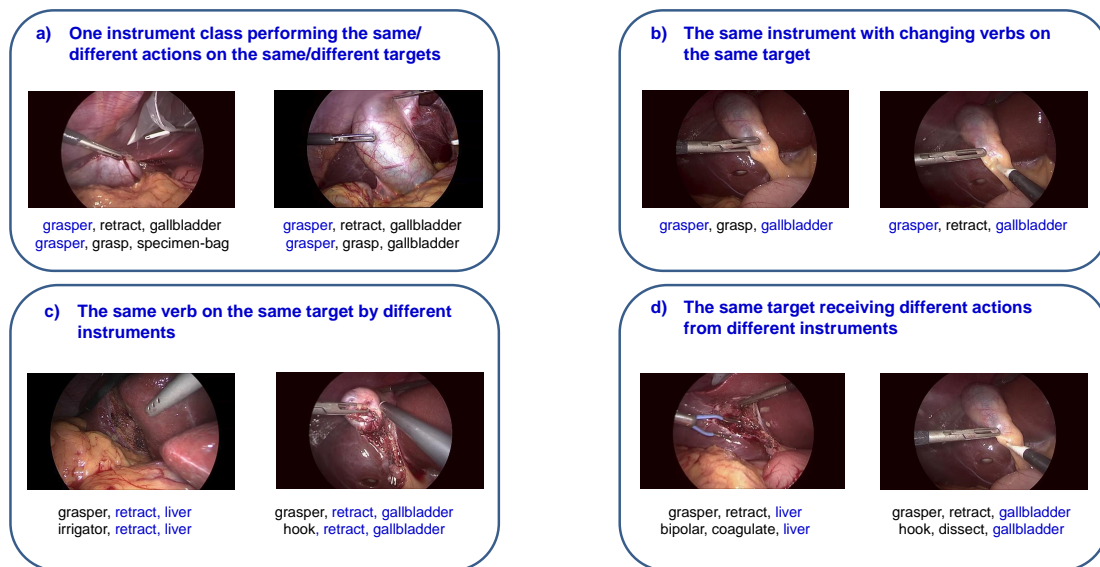 a) One instrument class performing the same/
different actions on the same/different targets
grasper, retract, gallbladder
grasper, grasp, specimen-bag
grasper, retract, gallbladder
grasper, grasp, gallbladder
b) The same instrument with changing verbs on
the same target
grasper, grasp, gallbladder
grasper, retract, gallbladder
c) The same verb on the same target by different
instruments
grasper, retract, liver
irrigator, retract, liver
grasper, retract, gallbladder
hook, retract, gallbladder
d) The same target receiving different actions
from different instruments
grasper, retract, liver
bipolar, coagulate, liver
grasper, retract, gallbladder
hook, dissect, gallbladder